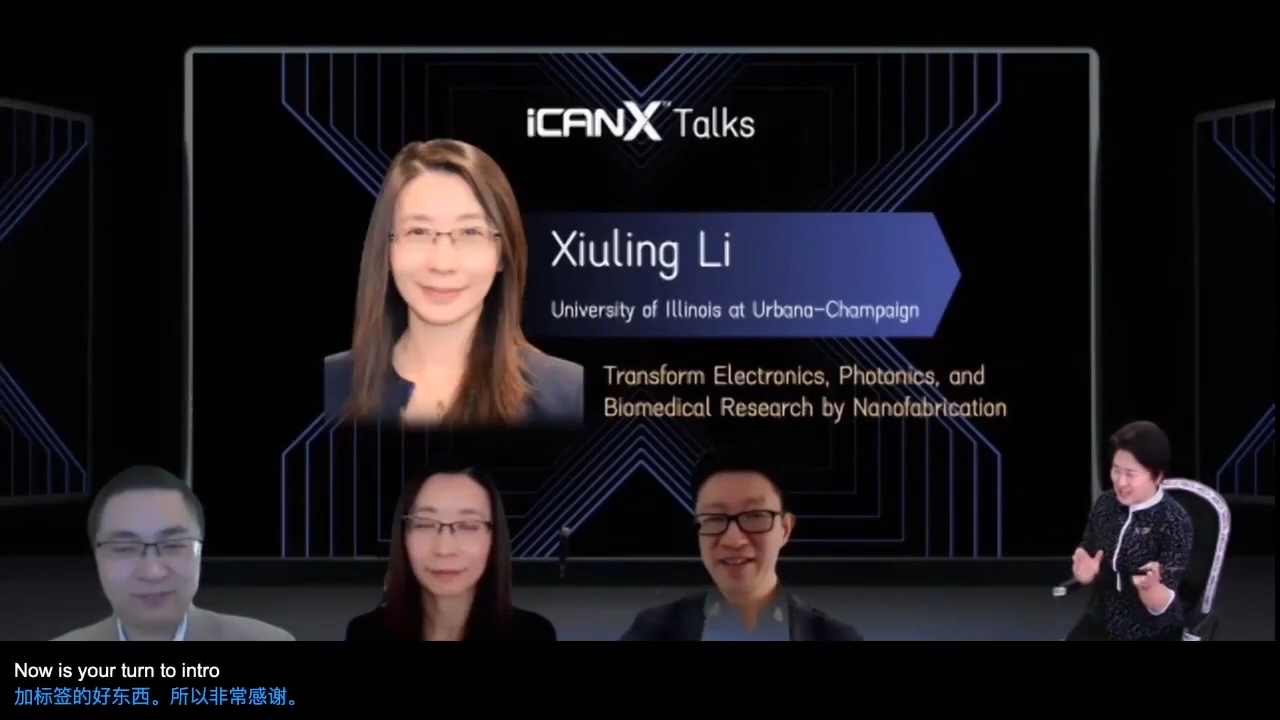 iCANX™ Talks
Xiuling Li
University of Illinois at Urbana-Champaign
Transform Electronics, Photonics, and
Biomedical Research by Nanofabrication
Now is your turn to intro
加标签的好东西。所以非常感谢。